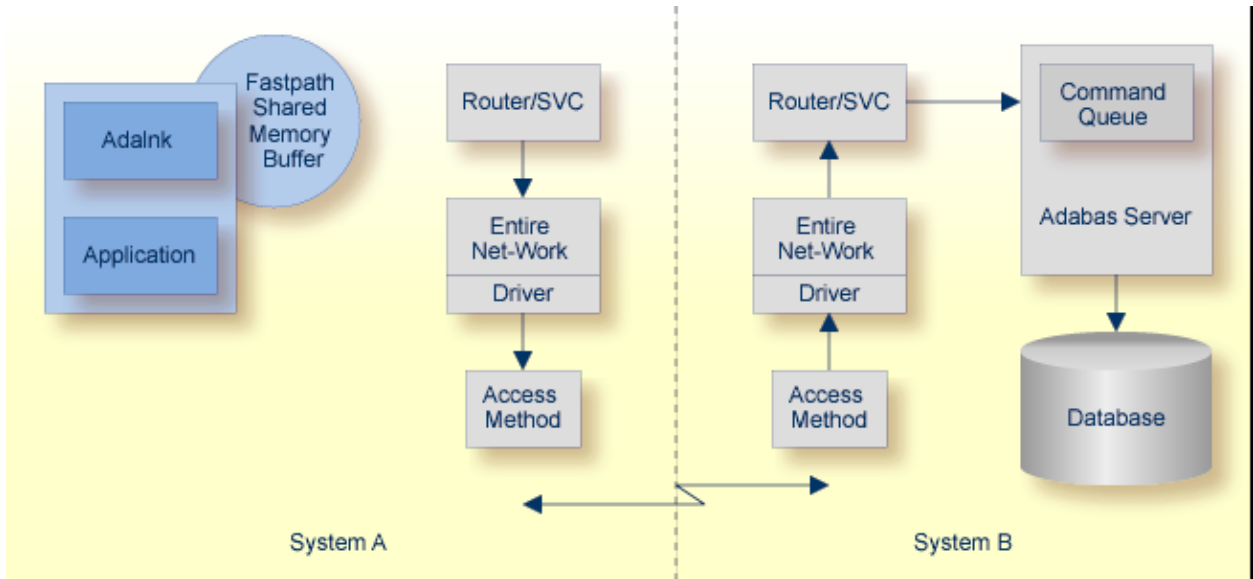 Fastpath
Shared
Memory
Buffer
Adalnk
Application
Router/SVC
Entire
Net-Work
Driver
Access
Method
System A
Router/SVC
Entire
Net-Work
Driver
Access
Method
Command
Queue
Adabas Server
Database
System B